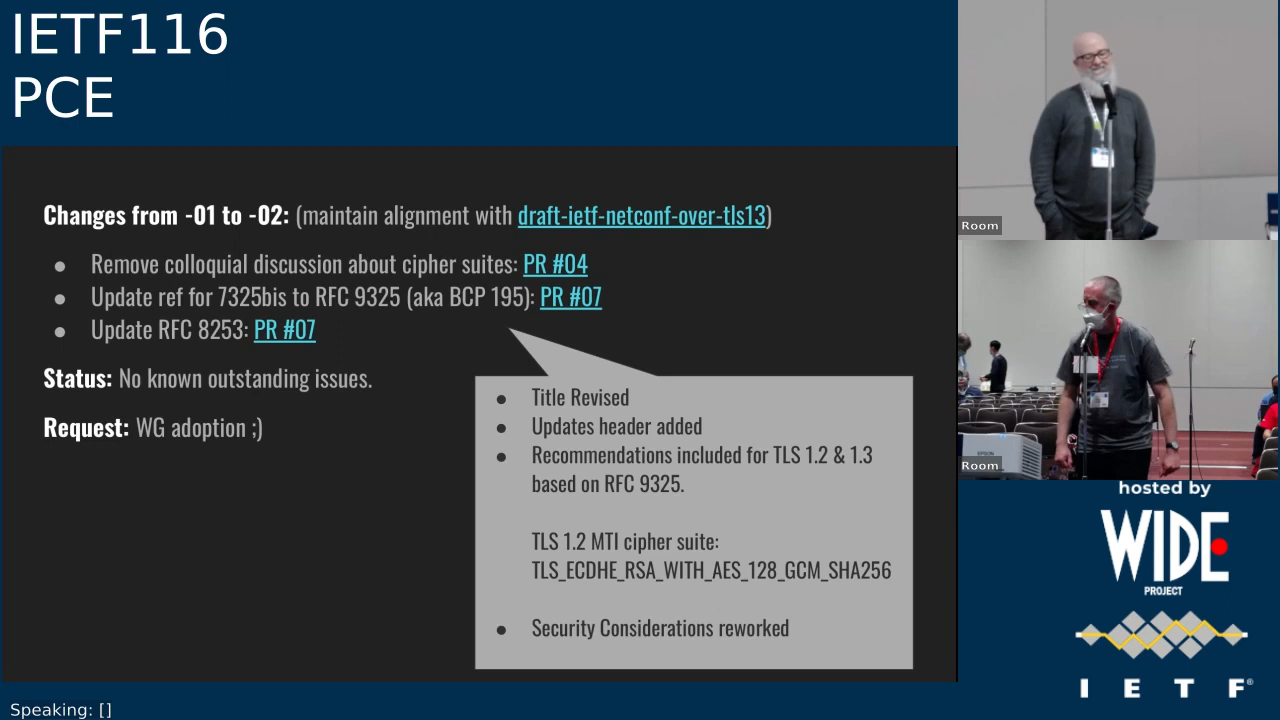 IETF116
PCE
Changes from -01 to -02: (maintain alignment with draft-ietf-netconf-over-tls13)
● Remove colloquial discussion about cipher suites: PR #04
● Update ref for 7325bis to RFC 9325 (aka BCP 195): PR #07
● Update RFC 8253: PR #07
Status: No known outstanding issues.
Request: WG adoption ;)
● Title Revised
● Updates header added
● Recommendations included for TLS 1.2 & 1.3
based on RFC 9325.
TLS 1.2 MTI cipher suite:
TLS_ECDHE_RSA_WITH_AES_128_GCM_SHA256
● Security Considerations reworked
Room
EPSON
Room
hosted by
WIDE
PROJECT
I E T F®
Speaking: []